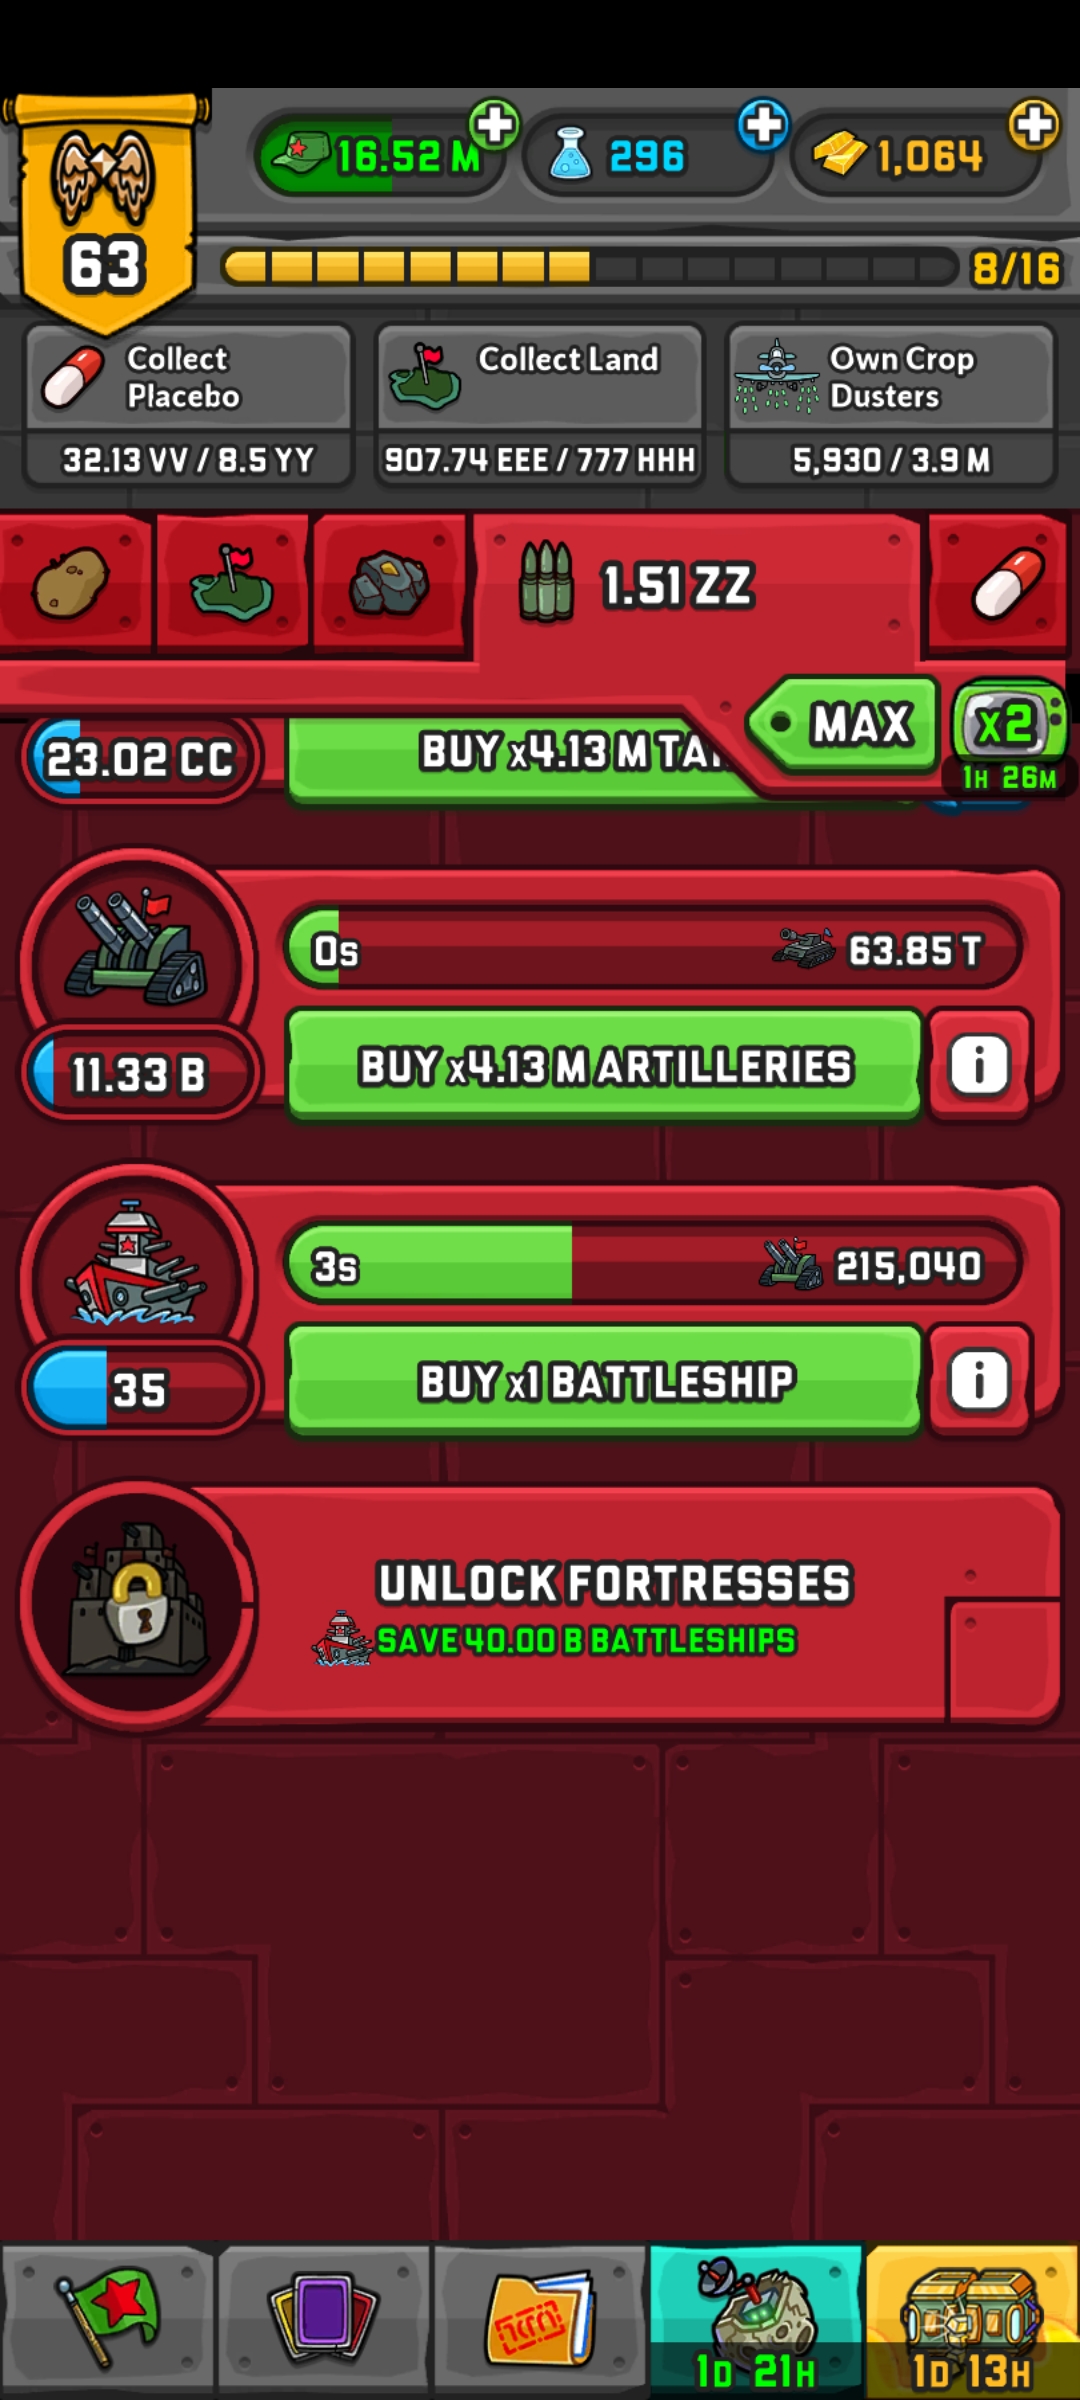 16.52 M
296
1,064
63
8/16
Collect
Placebo
32.13 VV / 8.5 YY
Collect Land
907.74 EEE / 777 HHH
Own Crop
Dusters
5,930 / 3.9 M
1.51 ZZ
MAX
x2
1H 26M
23.02 CC
BUY x4.13 M
0s
63.85 T
11.33 B
BUY x4.13 M ARTILLERIES
i
3s
215,040
35
BUY x1 BATTLESHIP
i
UNLOCK FORTRESSES
SAVE 40.00 B BATTLESHIPS
1D 21H
1D 13H